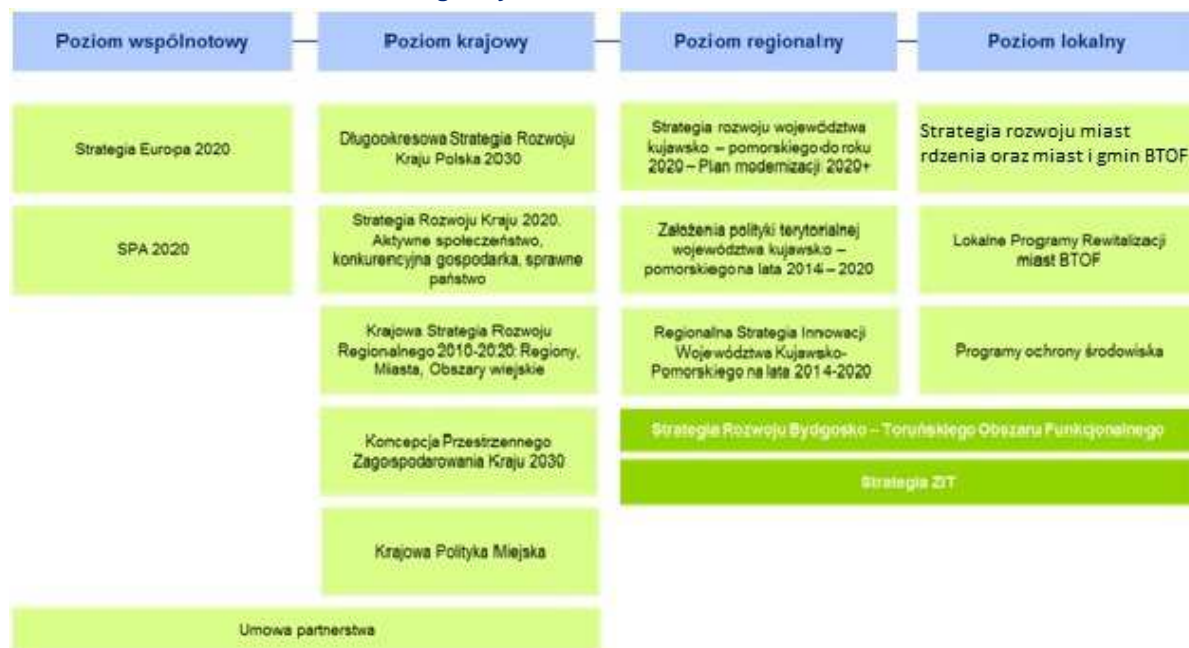 Poziom wspólnotowy
Poziom krajowy
Poziom regionalny
Poziom lokalny
Strategia Europa 2020
SPA 2020
Długookresowa Strategia Rozwoju
Kraju Polska 2030
Strategia Rozwoju Kraju 2020.
Aktywne społeczeństwo,
konkurencyjna gospodarka, sprawne
państwo
Krajowa Strategia Rozwoju
Regionalnego 2010-2020: Regiony,
Miasta, Obszary wiejskie
Koncepcja Przestrzennego
Zagospodarowania Kraju 2030
Krajowa Polityka Miejska
Umowa partnerstwa
Strategia rozwoju województwa
kujawsko – pomorskiego do roku
2020 – Plan modernizacji 2020+
Założenia polityki terytorialnej
województwa kujawsko –
pomorskiego na lata 2014 – 2020
Regionalna Strategia Innowacji
Województwa Kujawsko-
Pomorskiego na lata 2014-2020
Strategia rozwoju miast
rdzenia oraz miast i gmin BTOF
Lokalne Programy Rewitalizacji
miast BTOF
Programy ochrony środowiska
Strategia Rozwoju Bydgosko – Toruńskiego Obszaru Funkcjonalnego
Strategia ZIT